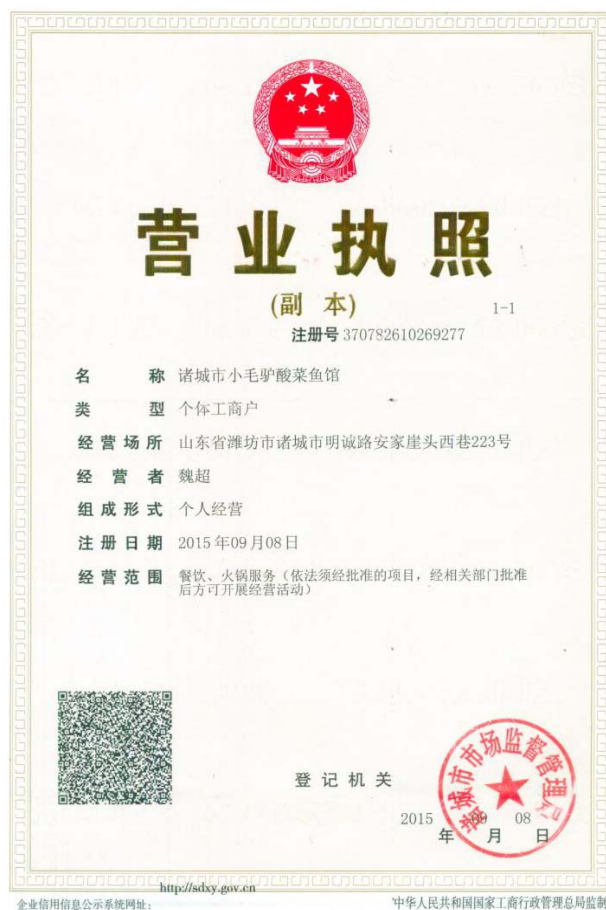 营业执照
(副 本)
1-1
注册号 370782610269277
名 称 诸城市小毛驴酸菜鱼馆
类 型 个体工商户
经营场所 山东省潍坊市诸城市明诚路安家崖头西巷223号
经 营 者 魏超
组成形式 个人经营
注册日期 2015年09月08日
经营范围 餐饮、火锅服务（依法须经批准的项目，经相关部门批准
后方可开展经营活动）
诸城市市场监督管理局
登记机关
2015 09 08
年 月 日
http://sdxy.gov.cn
企业信用信息公示系统网址：
中华人民共和国国家工商行政管理总局监制